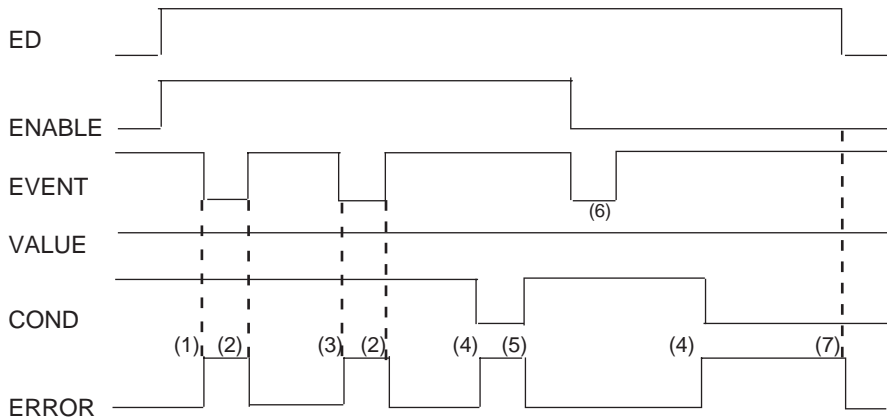 ED
ENABLE
EVENT
(6)
VALUE
COND
(1) (2) (3) (2) (4) (5) (4) (7)
ERROR